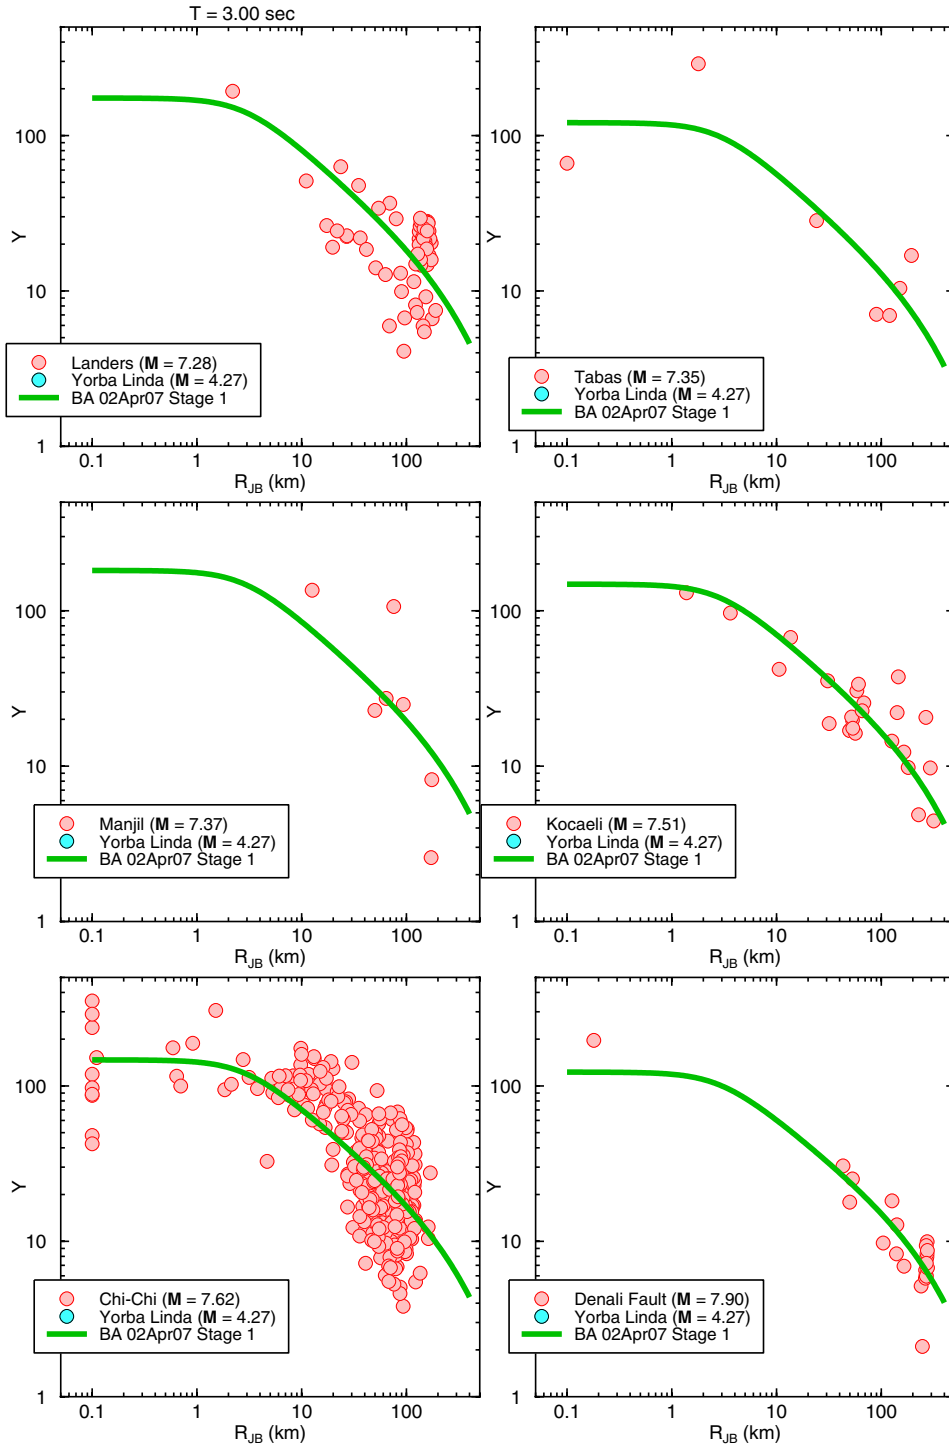 T = 3.00 sec
100
10
1
Y
0.1 1 10 100
R_JB (km)
Landers (M = 7.28)
Yorba Linda (M = 4.27)
BA 02Apr07 Stage 1
100
10
1
Y
0.1 1 10 100
R_JB (km)
Tabas (M = 7.35)
Yorba Linda (M = 4.27)
BA 02Apr07 Stage 1
100
10
1
Y
0.1 1 10 100
R_JB (km)
Manjil (M = 7.37)
Yorba Linda (M = 4.27)
BA 02Apr07 Stage 1
100
10
1
Y
0.1 1 10 100
R_JB (km)
Kocaeli (M = 7.51)
Yorba Linda (M = 4.27)
BA 02Apr07 Stage 1
100
10
1
Y
0.1 1 10 100
R_JB (km)
Chi-Chi (M = 7.62)
Yorba Linda (M = 4.27)
BA 02Apr07 Stage 1
100
10
1
Y
0.1 1 10 100
R_JB (km)
Denali Fault (M = 7.90)
Yorba Linda (M = 4.27)
BA 02Apr07 Stage 1